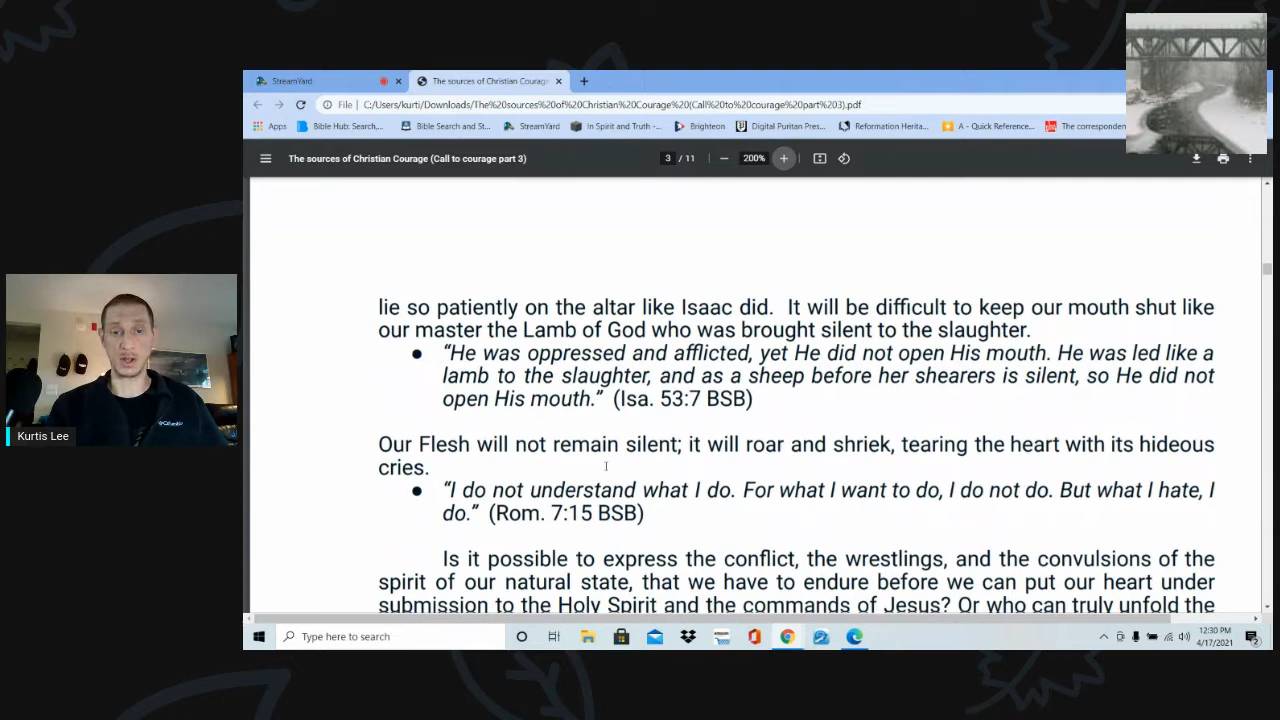 StreamYard
The sources of Christian Courage
File
C:/Users/kurti/Downloads/The%20sources%20of%20Christian%20Courage%20(Call%20to%20courage%20part%203).pdf
Apps
Bible Hub: Search,...
Bible Search and St...
StreamYard
In Spirit and Truth -...
Brighteon
Digital Puritan Pres...
Reformation Herita...
A - Quick Reference...
The corresponden
The sources of Christian Courage (Call to courage part 3)
3 / 11
200%
lie so patiently on the altar like Isaac did. It will be difficult to keep our mouth shut like
our master the Lamb of God who was brought silent to the slaughter.
● “He was oppressed and afflicted, yet He did not open His mouth. He was led like a
lamb to the slaughter, and as a sheep before her shearers is silent, so He did not
open His mouth.” (Isa. 53:7 BSB)
Our Flesh will not remain silent; it will roar and shriek, tearing the heart with its hideous
cries.
● “I do not understand what I do. For what I want to do, I do not do. But what I hate, I
do.” (Rom. 7:15 BSB)
Is it possible to express the conflict, the wrestlings, and the convulsions of the
spirit of our natural state, that we have to endure before we can put our heart under
submission to the Holy Spirit and the commands of Jesus? Or who can truly unfold the
Columbia
Kurtis Lee
Type here to search
12:30 PM
4/17/2021